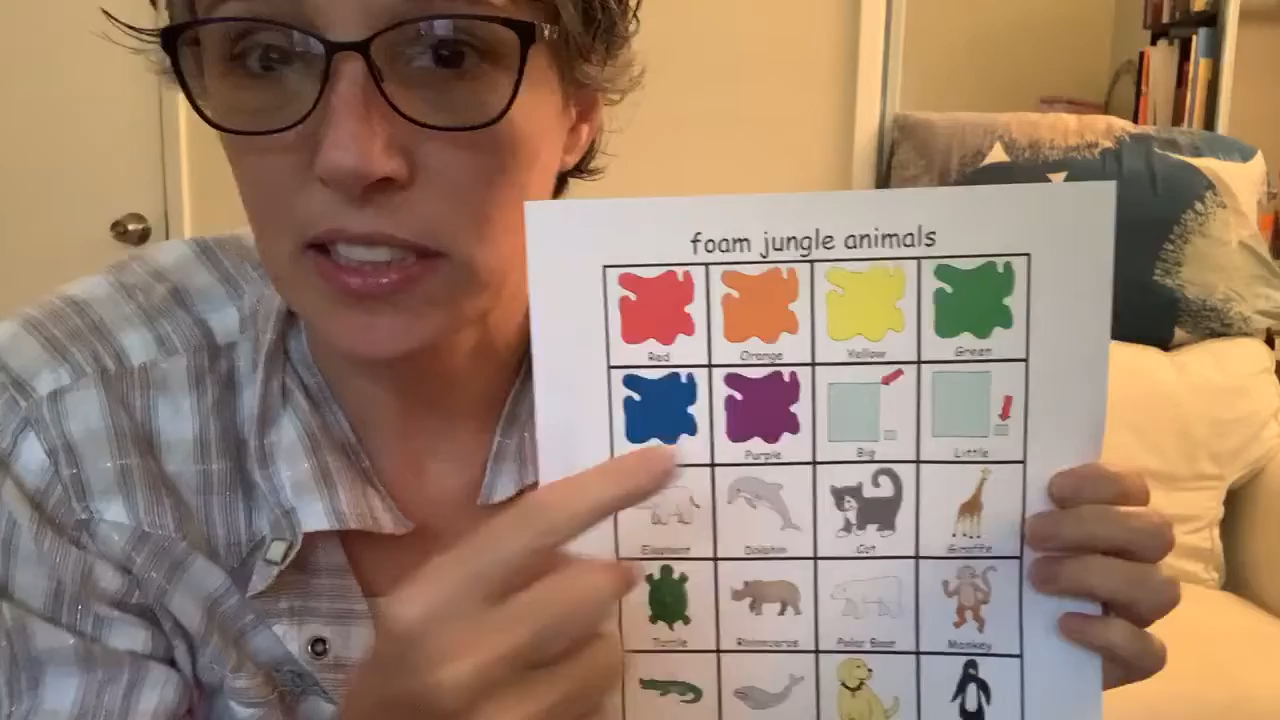 foam jungle animals
Red Orange Yellow Green
Purple Big Little
Elephant Dolphin Cat Giraffe
Turtle Rhinoceros Polar Bear Monkey